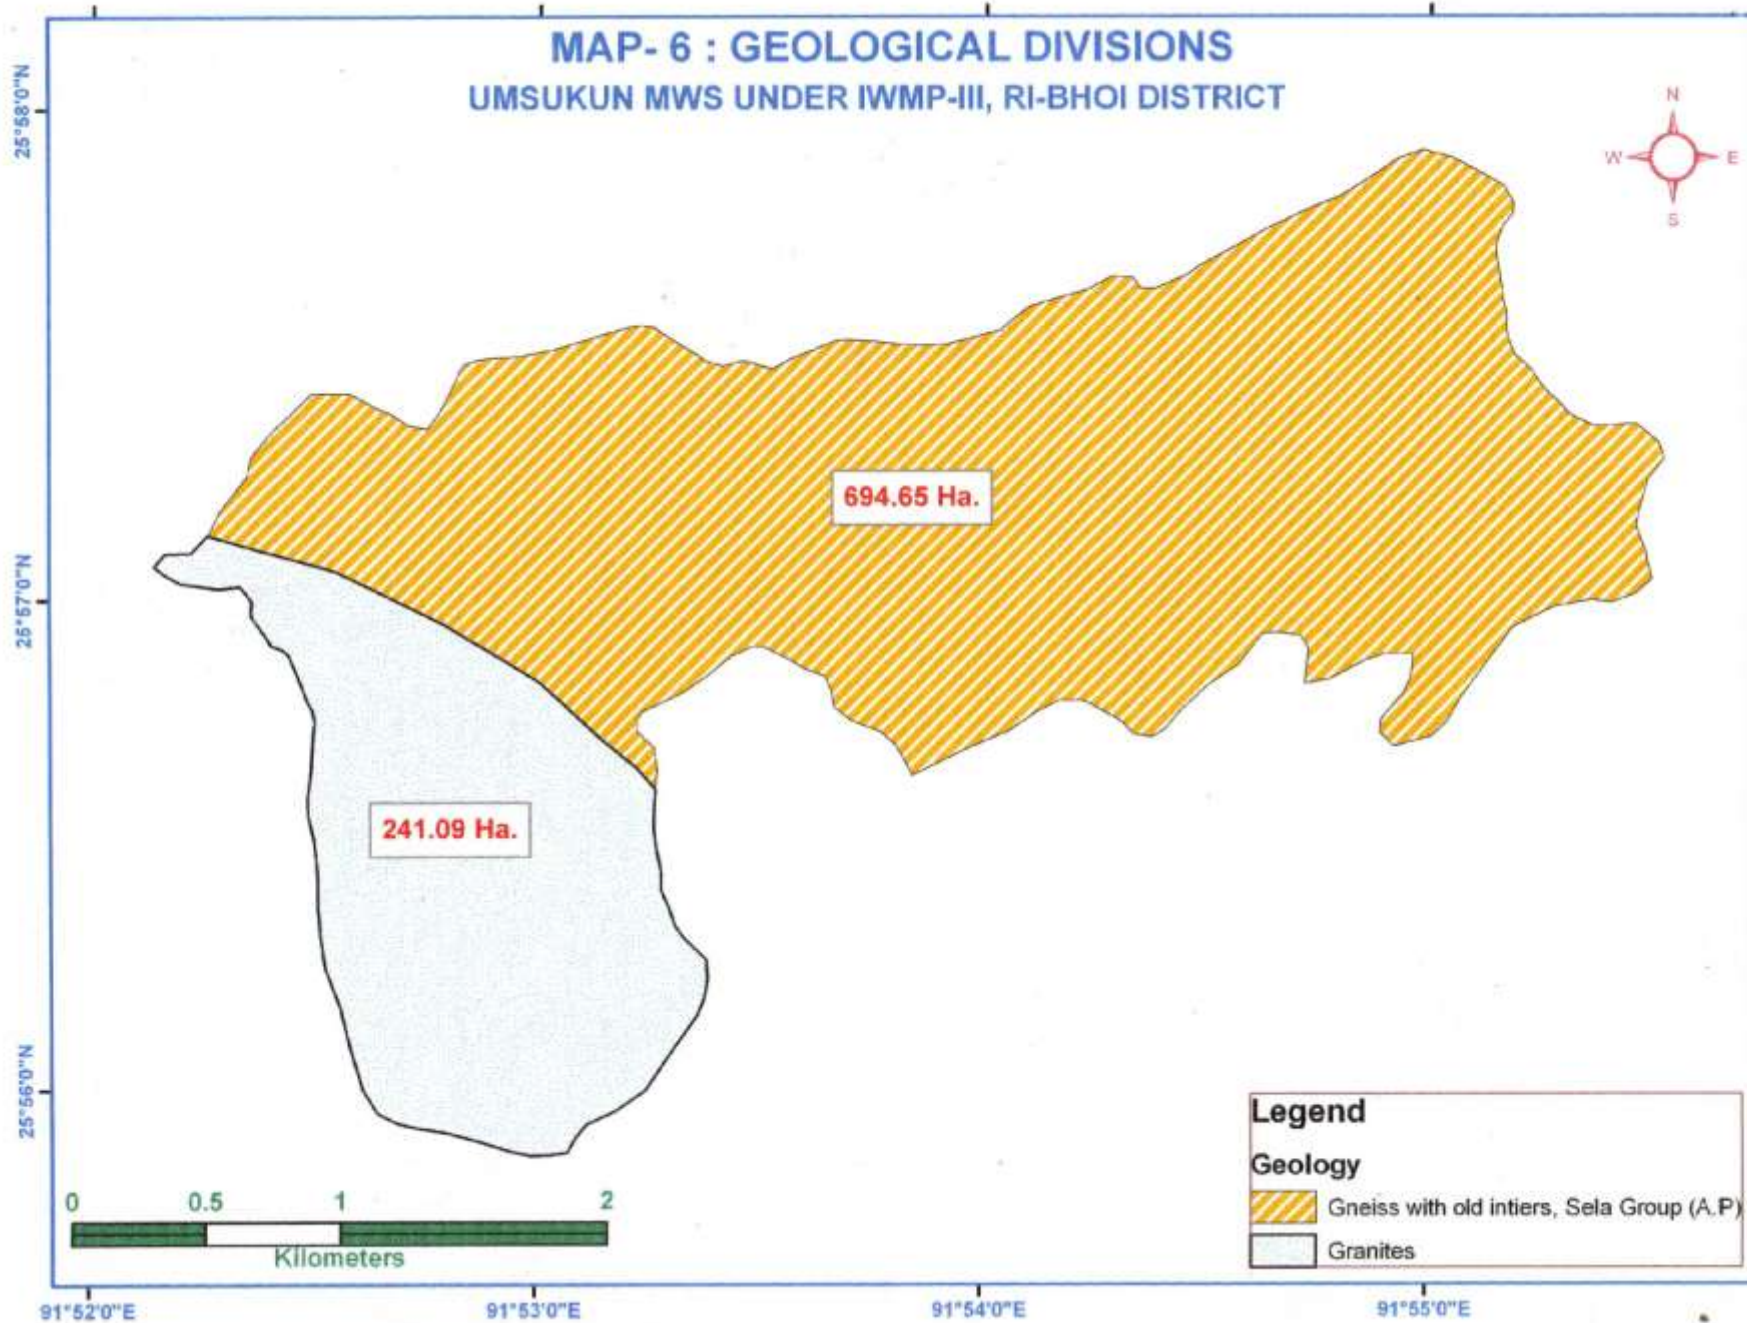 MAP- 6 : GEOLOGICAL DIVISIONS
UMSUKUN MWS UNDER IWMP-III, RI-BHOI DISTRICT
N
W E
S
25°58'0"N
25°57'0"N
25°56'0"N
694.65 Ha.
241.09 Ha.
Legend
Geology
Gneiss with old intiers, Sela Group (A.P)
Granites
0 0.5 1 2
Kilometers
91°52'0"E 91°53'0"E 91°54'0"E 91°55'0"E